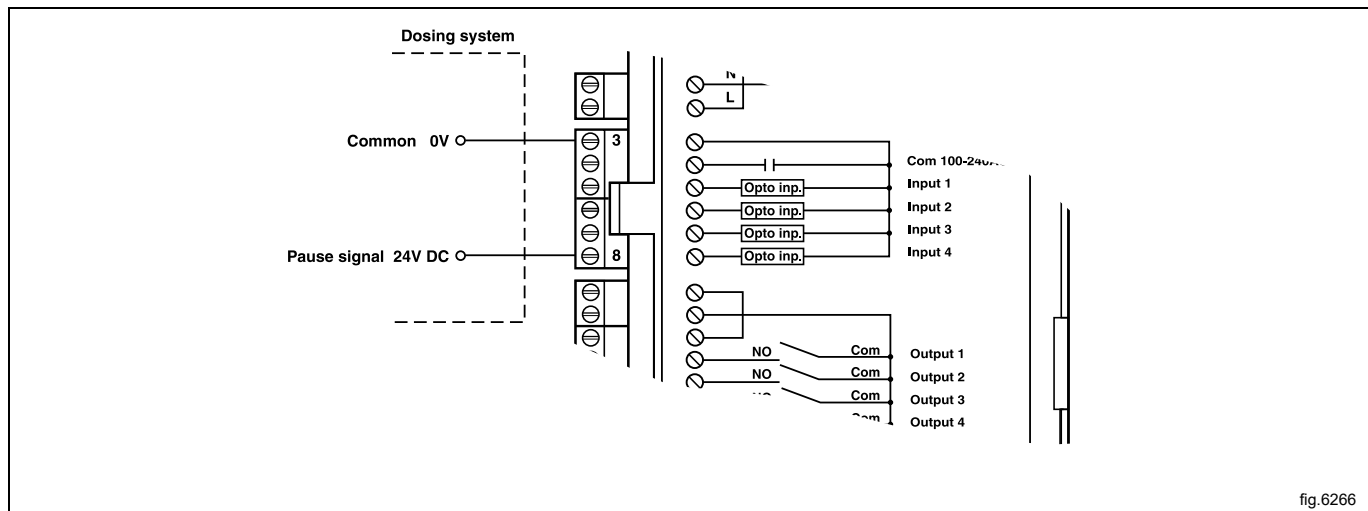 Dosing system
N
L
Common 0V
3
Com
Input 1
Opto inp.
Input 2
Opto inp.
Input 3
Opto inp.
Input 4
Opto inp.
Pause signal 24V DC
8
NO
Com
Output 1
NO
Com
Output 2
Com
Output 3
Com
Output 4
fig.6266